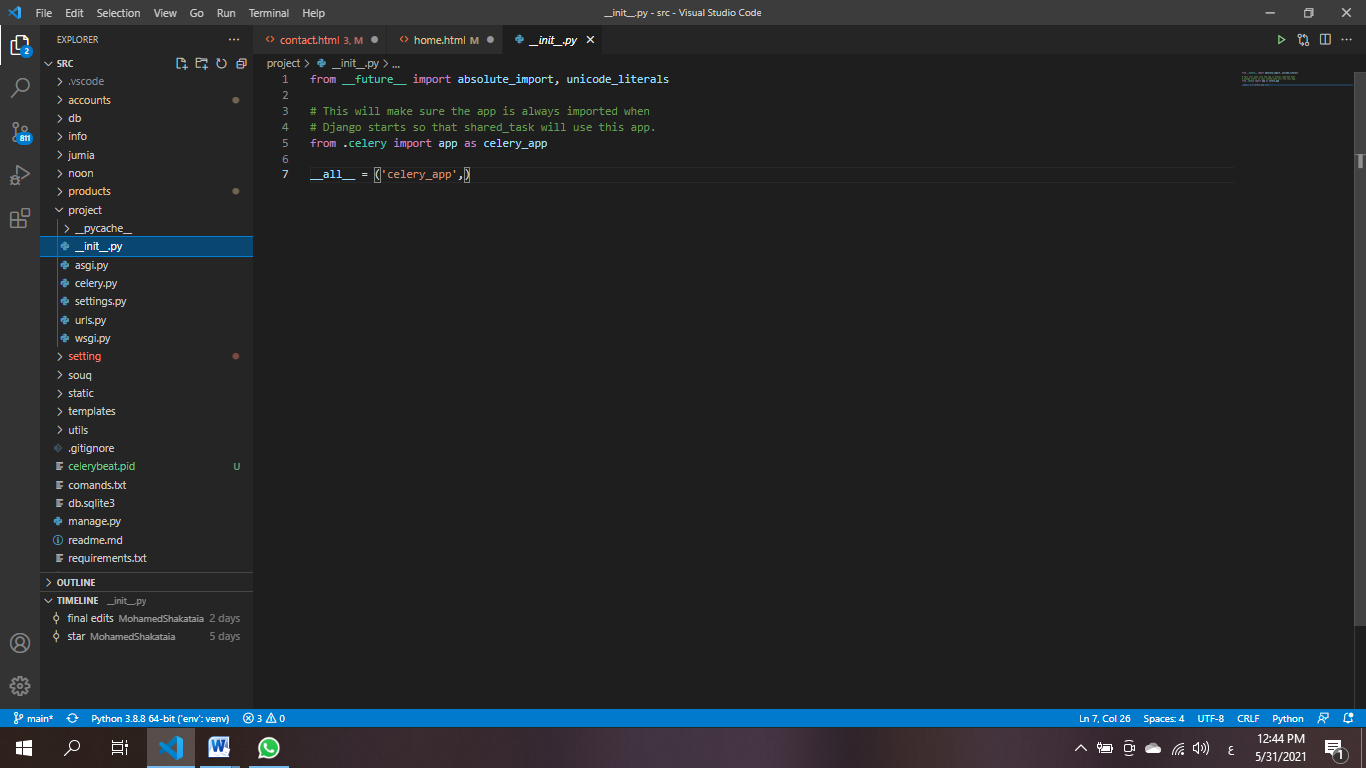 File Edit Selection View Go Run Terminal Help
__init__.py - src - Visual Studio Code
EXPLORER
contact.html 3, M
home.html M
__init__.py
SRC
project > __init__.py > ...
.vscode
accounts
db
info
jumia
noon
products
project
__pycache__
__init__.py
asgi.py
celery.py
settings.py
urls.py
wsgi.py
setting
souq
static
templates
utils
.gitignore
celerybeat.pid U
comands.txt
db.sqlite3
manage.py
readme.md
requirements.txt
OUTLINE
TIMELINE __init__.py
final edits MohamedShakataia 2 days
star MohamedShakataia 5 days
2
811
1 from __future__ import absolute_import, unicode_literals
2
3 # This will make sure the app is always imported when
4 # Django starts so that shared_task will use this app.
5 from .celery import app as celery_app
6
7 __all__ = ('celery_app',)
main* Python 3.8.8 64-bit ('env': venv) 3 0
Ln 7, Col 26 Spaces: 4 UTF-8 CRLF Python
ع
12:44 PM
5/31/2021
1